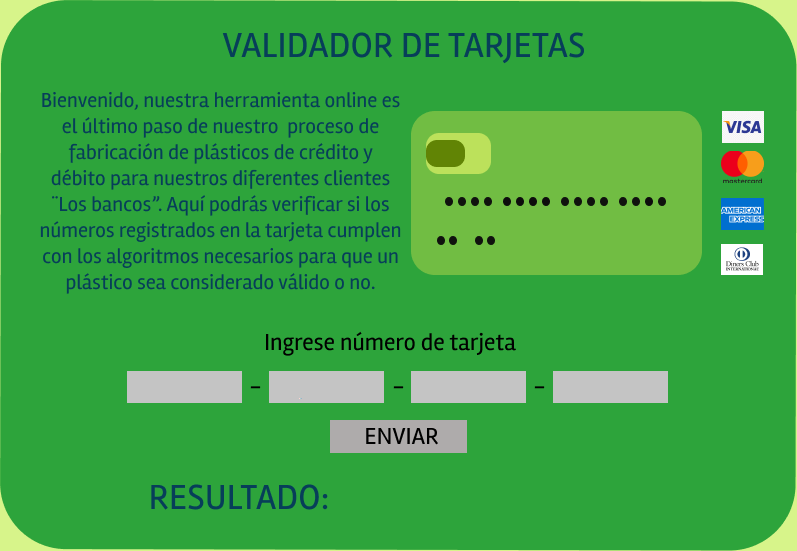 VALIDADOR DE TARJETAS
Bienvenido, nuestra herramienta online es
el último paso de nuestro proceso de
fabricación de plásticos de crédito y
débito para nuestros diferentes clientes
¨Los bancos”. Aquí podrás verificar si los
números registrados en la tarjeta cumplen
con los algoritmos necesarios para que un
plástico sea considerado válido o no.
VISA
mastercard
AMERICAN
EXPRESS
Diners Club
INTERNATIONAL
Ingrese número de tarjeta
- - -
ENVIAR
RESULTADO: